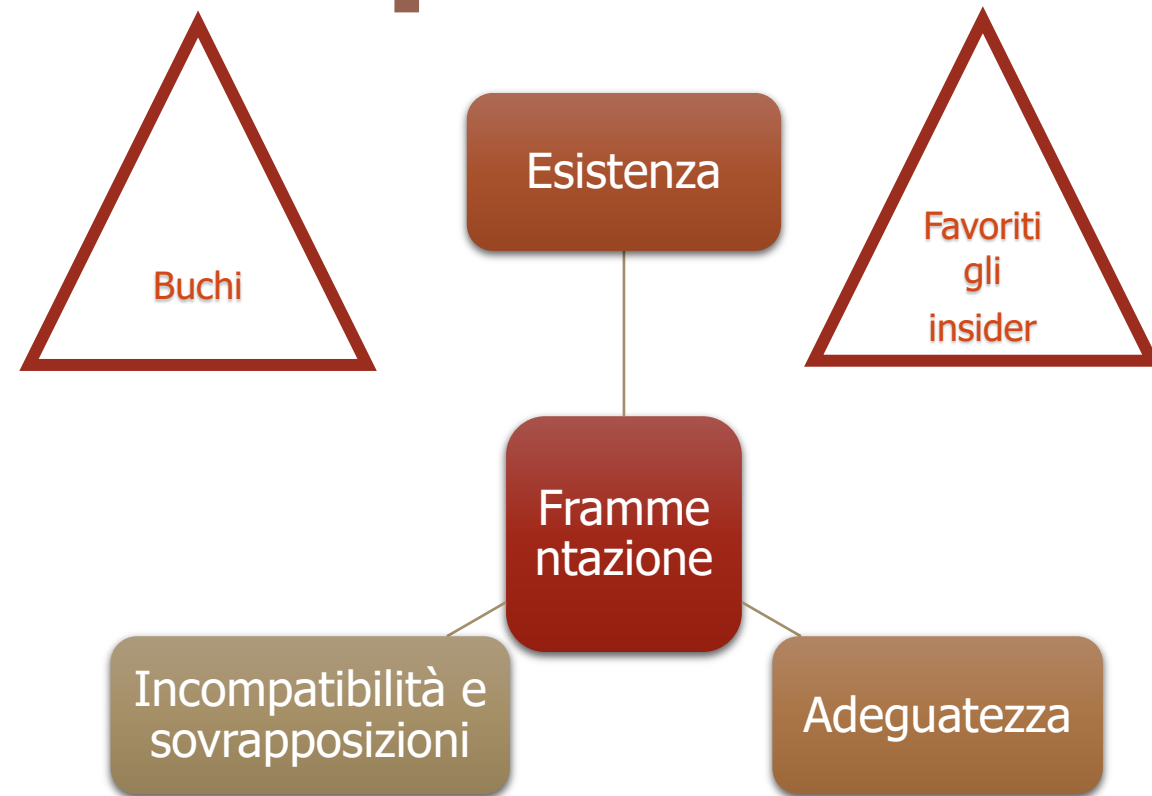 Esistenza
Buchi
Favoriti
gli
insider
Framme
ntazione
Incompatibilità e
sovrapposizioni
Adeguatezza